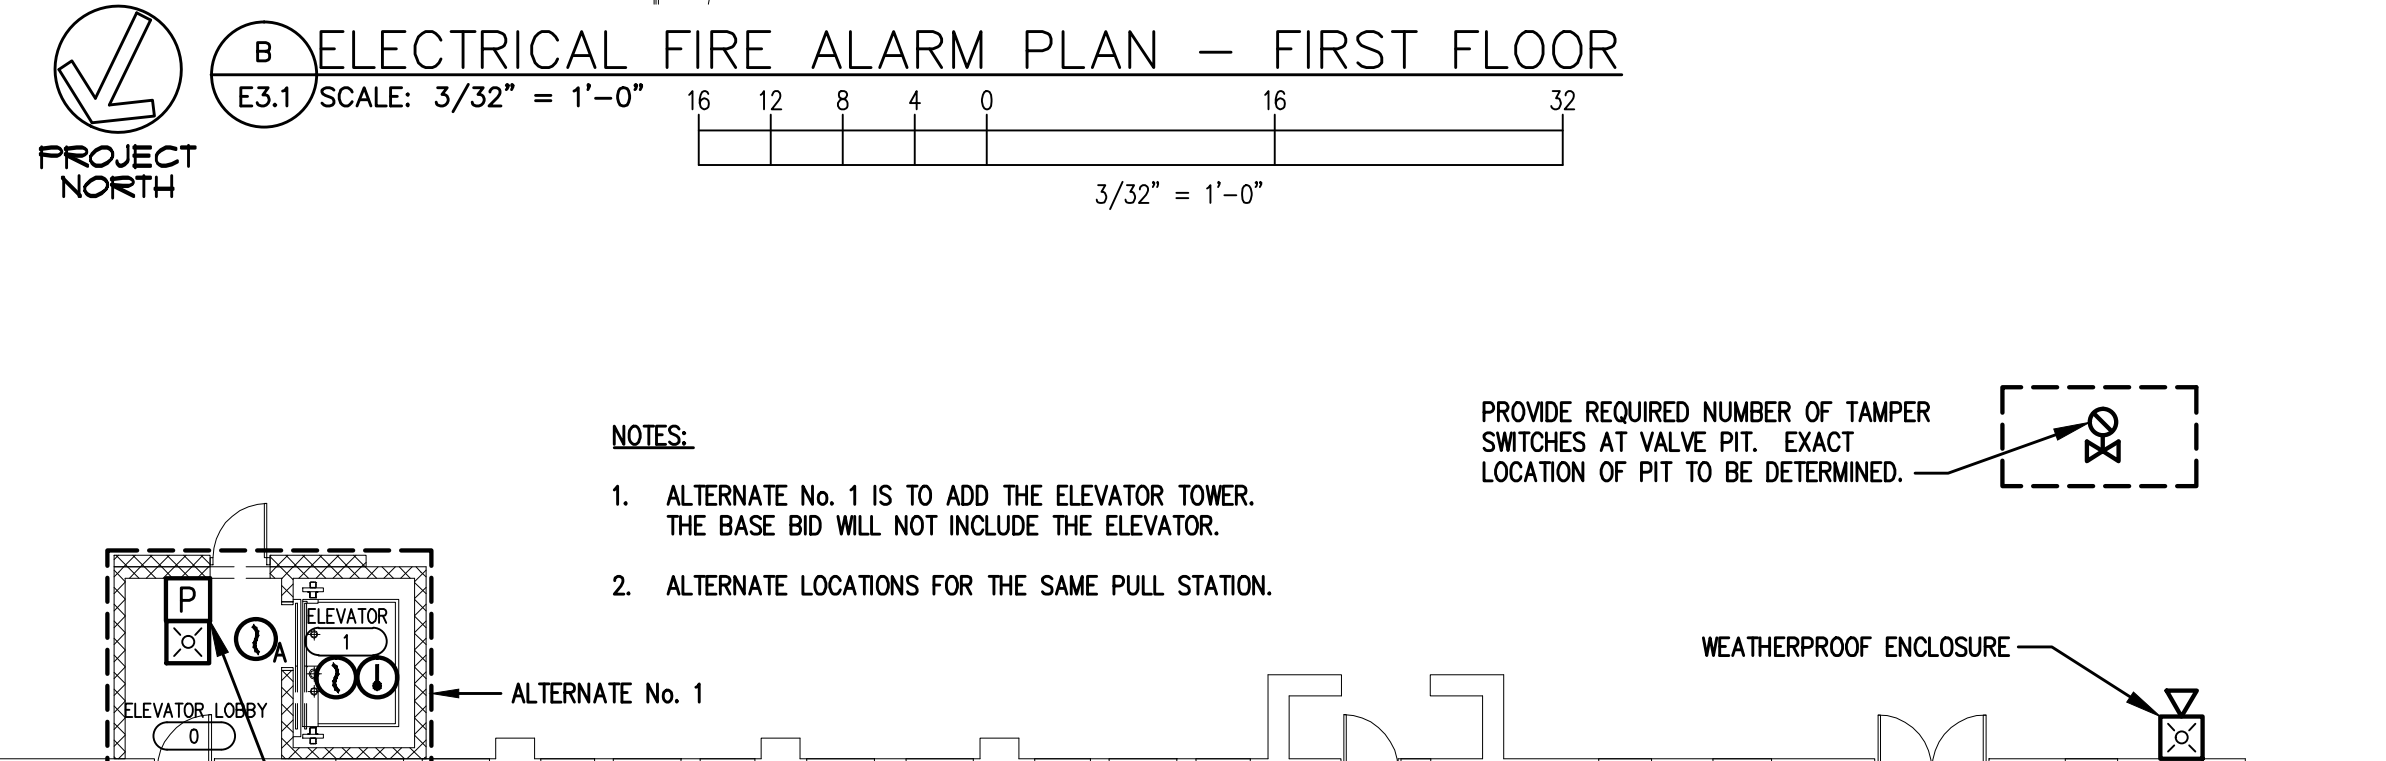 PROJECT
NORTH
B
E3.1
ELECTRICAL FIRE ALARM PLAN – FIRST FLOOR
SCALE: 3/32" = 1'-0"
16 12 8 4 0 16 32
3/32" = 1'-0"
NOTES:
1. ALTERNATE No. 1 IS TO ADD THE ELEVATOR TOWER.
THE BASE BID WILL NOT INCLUDE THE ELEVATOR.
2. ALTERNATE LOCATIONS FOR THE SAME PULL STATION.
PROVIDE REQUIRED NUMBER OF TAMPER
SWITCHES AT VALVE PIT. EXACT
LOCATION OF PIT TO BE DETERMINED.
P
A
ELEVATOR
1
ELEVATOR LOBBY
0
ALTERNATE No. 1
WEATHERPROOF ENCLOSURE